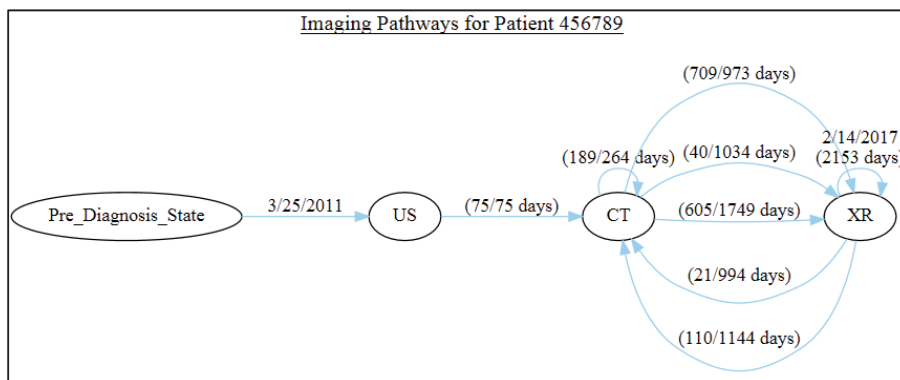 Imaging Pathways for Patient 456789
(709/973 days)
2/14/2017
(189/264 days)
(40/1034 days)
(2153 days)
3/25/2011
(75/75 days)
Pre_Diagnosis_State
US
CT
(605/1749 days)
XR
(21/994 days)
(110/1144 days)